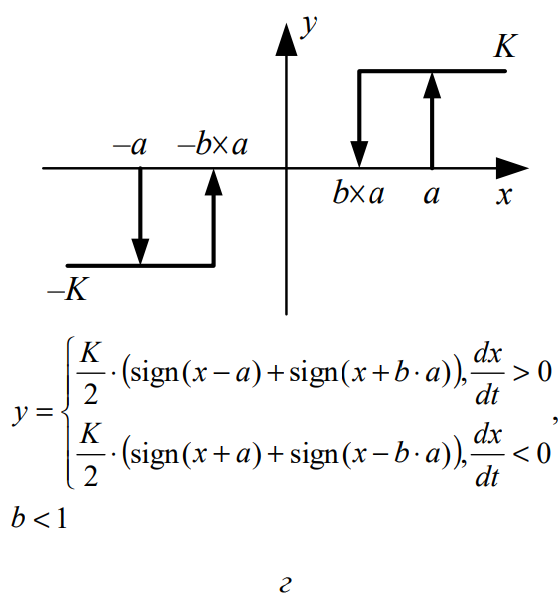 y
K
–a –b×a
b×a a x
–K
y = { K/2 · (sign(x − a) + sign(x + b · a)), dx/dt > 0
K/2 · (sign(x + a) + sign(x − b · a)), dx/dt < 0 ,
b < 1
г